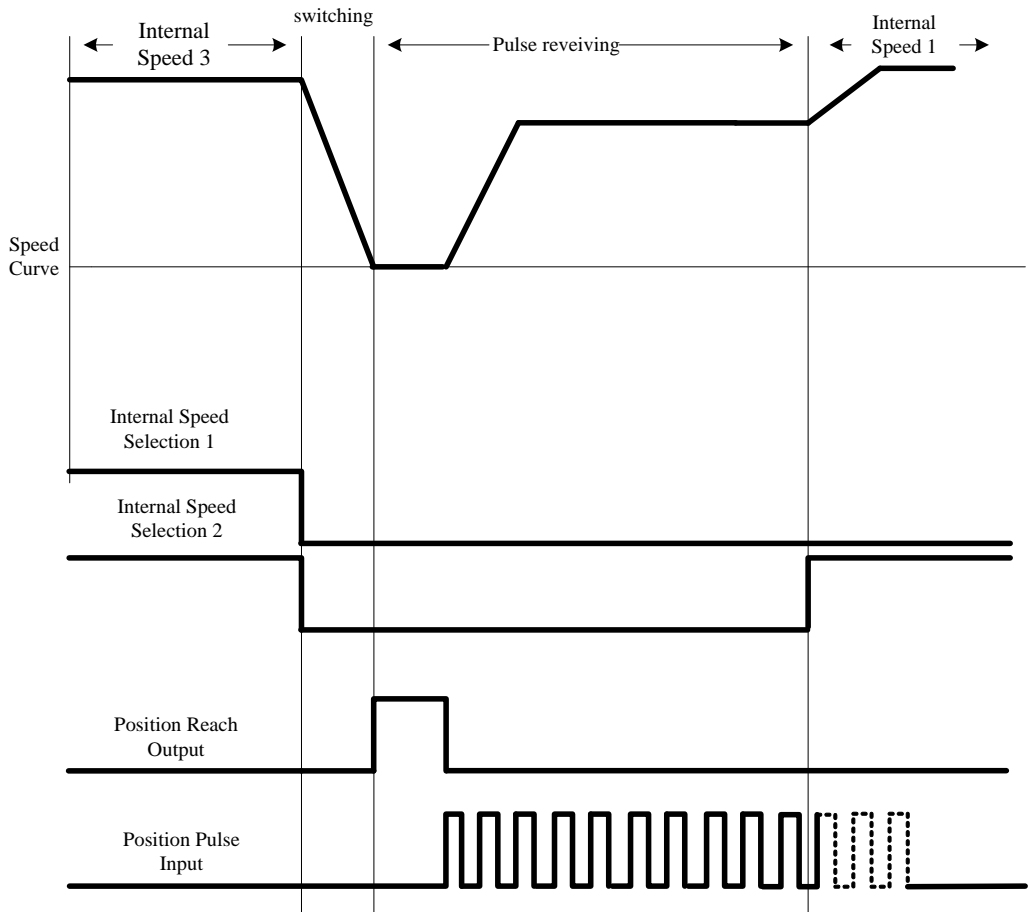 switching
Internal
Speed 3
Pulse reveiving
Internal
Speed 1
Speed
Curve
Internal Speed
Selection 1
Internal Speed
Selection 2
Position Reach
Output
Position Pulse
Input